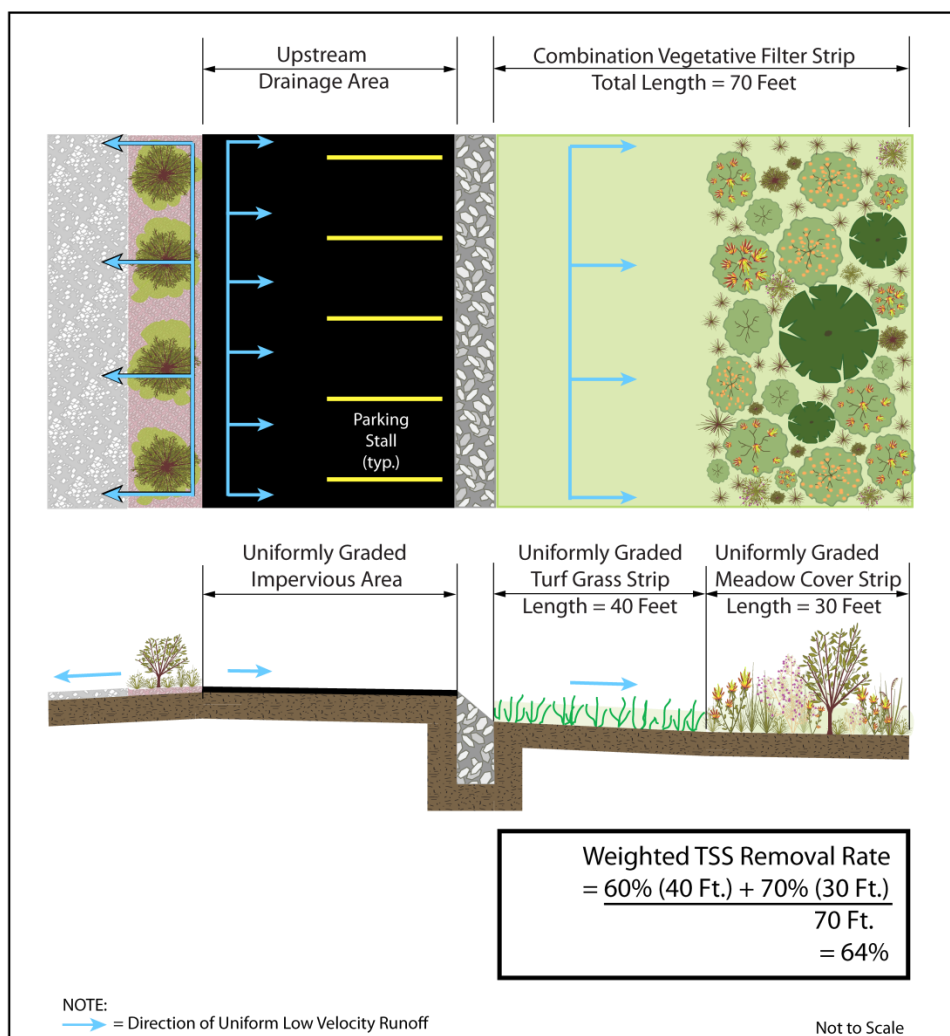 Upstream
Drainage Area
Combination Vegetative Filter Strip
Total Length = 70 Feet
Parking
Stall
(typ.)
Uniformly Graded
Impervious Area
Uniformly Graded
Turf Grass Strip
Length = 40 Feet
Uniformly Graded
Meadow Cover Strip
Length = 30 Feet
Weighted TSS Removal Rate
= 60% (40 Ft.) + 70% (30 Ft.)
70 Ft.
= 64%
NOTE:
= Direction of Uniform Low Velocity Runoff
Not to Scale